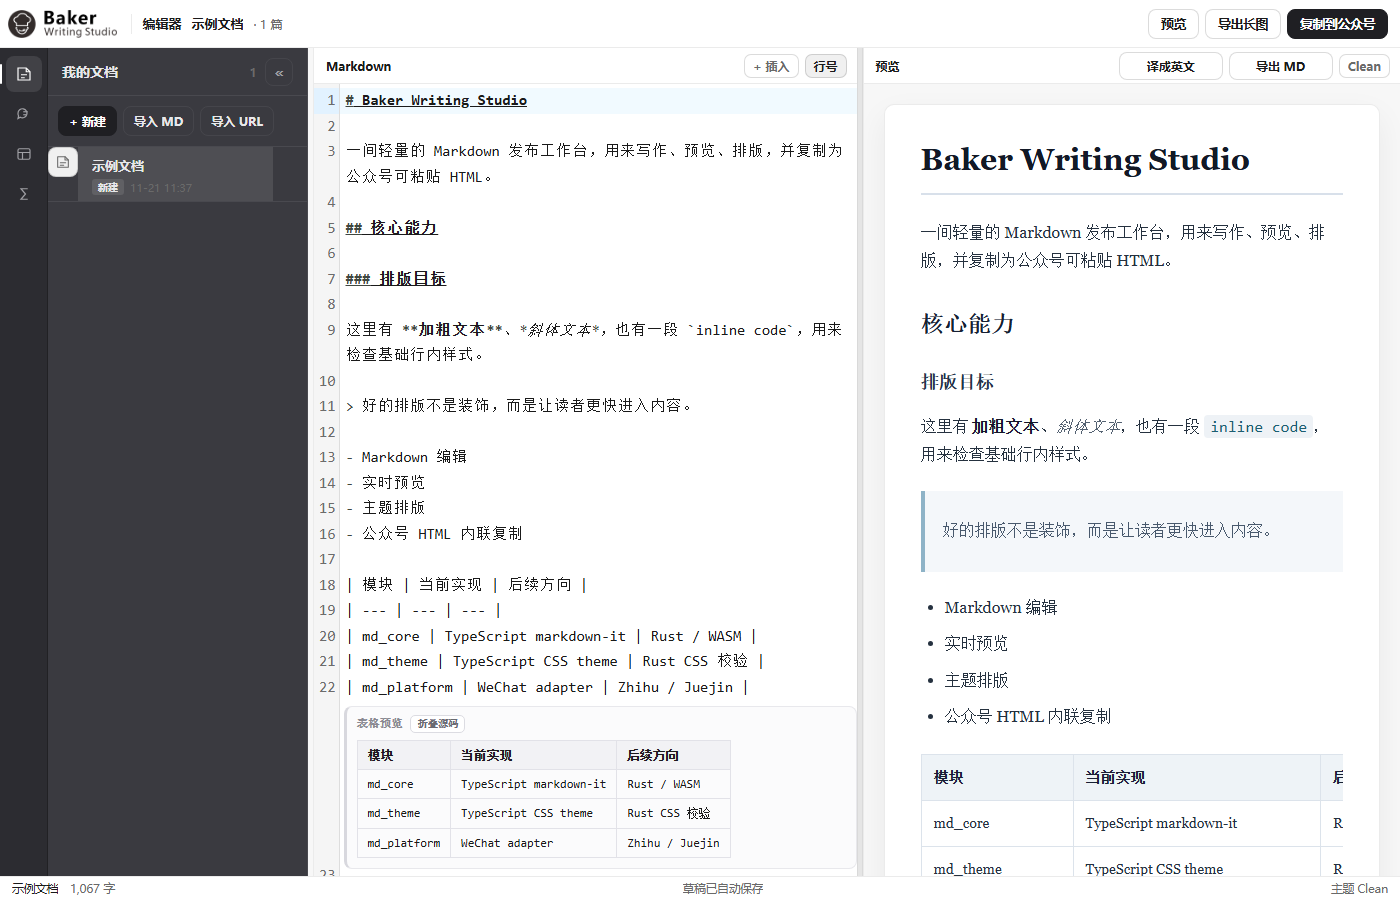 Baker
Writing Studio
编辑器 示例文档 · 1 篇
预览 导出长图 复制到公众号
我的文档 1 «
+ 新建 导入 MD 导入 URL
示例文档
新建 11-21 11:37
Markdown + 插入 行号
1 # Baker Writing Studio
2
3 一间轻量的 Markdown 发布工作台，用来写作、预览、排版，并复制为
公众号可粘贴 HTML。
4
5 ## 核心能力
6
7 ### 排版目标
8
9 这里有 **加粗文本**、*斜体文本*，也有一段 `inline code`，用来
检查基础行内样式。
10
11 > 好的排版不是装饰，而是让读者更快进入内容。
12
13 - Markdown 编辑
14 - 实时预览
15 - 主题排版
16 - 公众号 HTML 内联复制
17
18 | 模块 | 当前实现 | 后续方向 |
19 | --- | --- | --- |
20 | md_core | TypeScript markdown-it | Rust / WASM |
21 | md_theme | TypeScript CSS theme | Rust CSS 校验 |
22 | md_platform | WeChat adapter | Zhihu / Juejin |
表格预览 折叠源码
模块 当前实现 后续方向
md_core TypeScript markdown-it Rust / WASM
md_theme TypeScript CSS theme Rust CSS 校验
md_platform WeChat adapter Zhihu / Juejin
23
预览 译成英文 导出 MD Clean
Baker Writing Studio
一间轻量的 Markdown 发布工作台，用来写作、预览、排
版，并复制为公众号可粘贴 HTML。
核心能力
排版目标
这里有 加粗文本、斜体文本，也有一段 inline code，
用来检查基础行内样式。
好的排版不是装饰，而是让读者更快进入内容。
• Markdown 编辑
• 实时预览
• 主题排版
• 公众号 HTML 内联复制
模块 当前实现 后
md_core TypeScript markdown-it R
md_theme TypeScript CSS theme R
示例文档 1,067 字 草稿已自动保存 主题 Clean